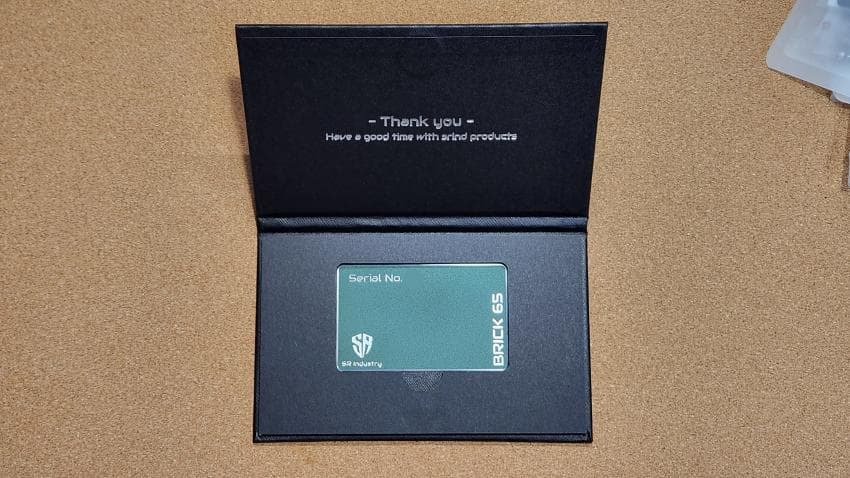 - Thank you -
Have a good time with srind products
Serial No.
BRICK 65
SR
SR Industry